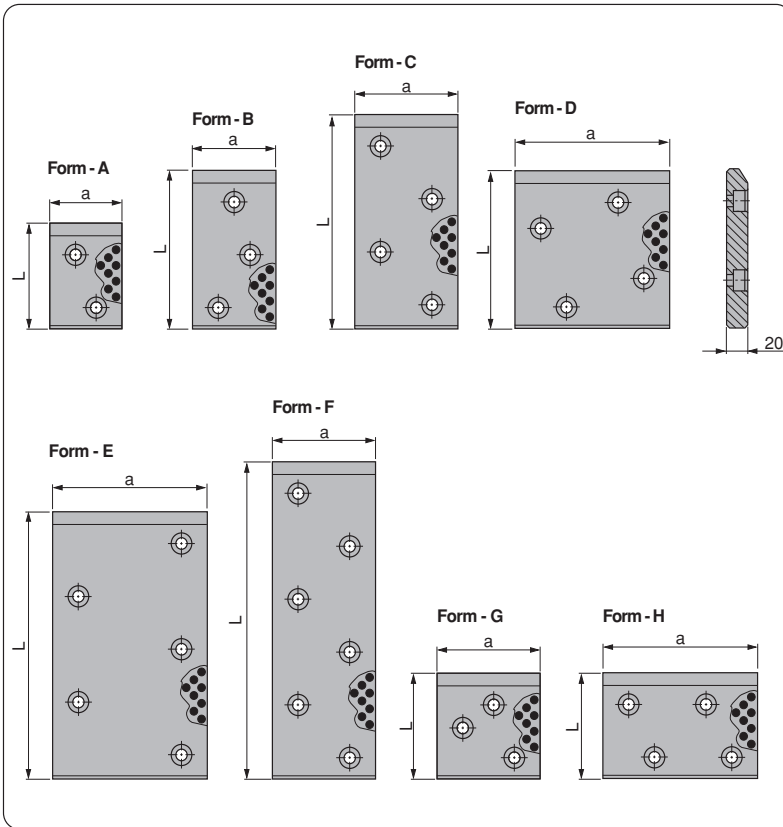 Form - C
a
L
Form - B
a
L
Form - D
a
L
Form - A
a
L
20
Form - F
a
L
Form - E
a
L
Form - G
a
L
Form - H
a
L